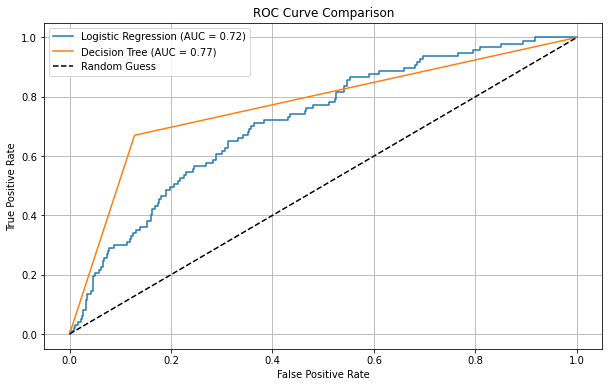 ROC Curve Comparison
Logistic Regression (AUC = 0.72)
Decision Tree (AUC = 0.77)
Random Guess
True Positive Rate
1.0
0.8
0.6
0.4
0.2
0.0
0.0 0.2 0.4 0.6 0.8 1.0
False Positive Rate